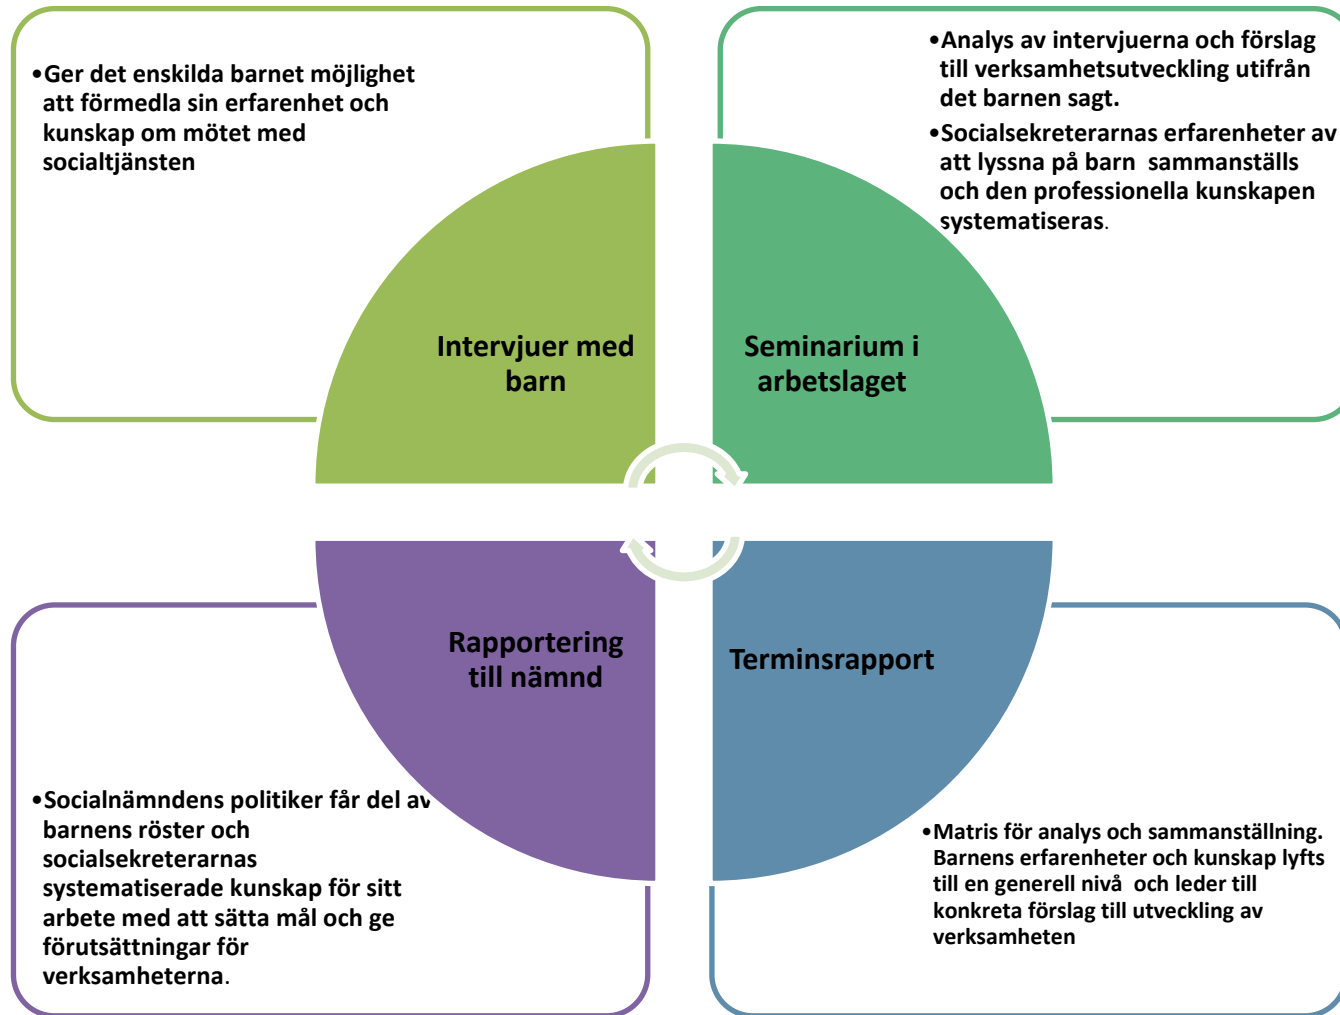 •Ger det enskilda barnet möjlighet
att förmedla sin erfarenhet och
kunskap om mötet med
socialtjänsten
•Analys av intervjuerna och förslag
till verksamhetsutveckling utifrån
det barnen sagt.
•Socialsekreterarnas erfarenheter av
att lyssna på barn sammanställs
och den professionella kunskapen
systematiseras.
Intervjuer med
barn
Seminarium i
arbetslaget
Rapportering
till nämnd
Terminsrapport
•Socialnämndens politiker får del av
barnens röster och
socialsekreterarnas
systematiserade kunskap för sitt
arbete med att sätta mål och ge
förutsättningar för
verksamheterna.
•Matris för analys och sammanställning.
Barnens erfarenheter och kunskap lyfts
till en generell nivå och leder till
konkreta förslag till utveckling av
verksamheten